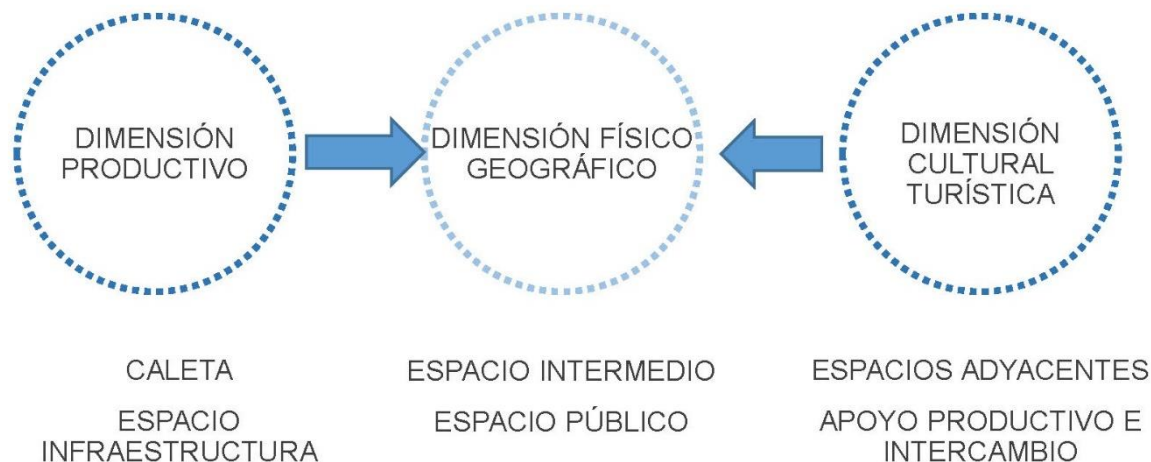 DIMENSIÓN
PRODUCTIVO
DIMENSIÓN FÍSICO
GEOGRÁFICO
DIMENSIÓN
CULTURAL
TURÍSTICA
CALETA
ESPACIO
INFRAESTRUCTURA
ESPACIO INTERMEDIO
ESPACIO PÚBLICO
ESPACIOS ADYACENTES
APOYO PRODUCTIVO E
INTERCAMBIO